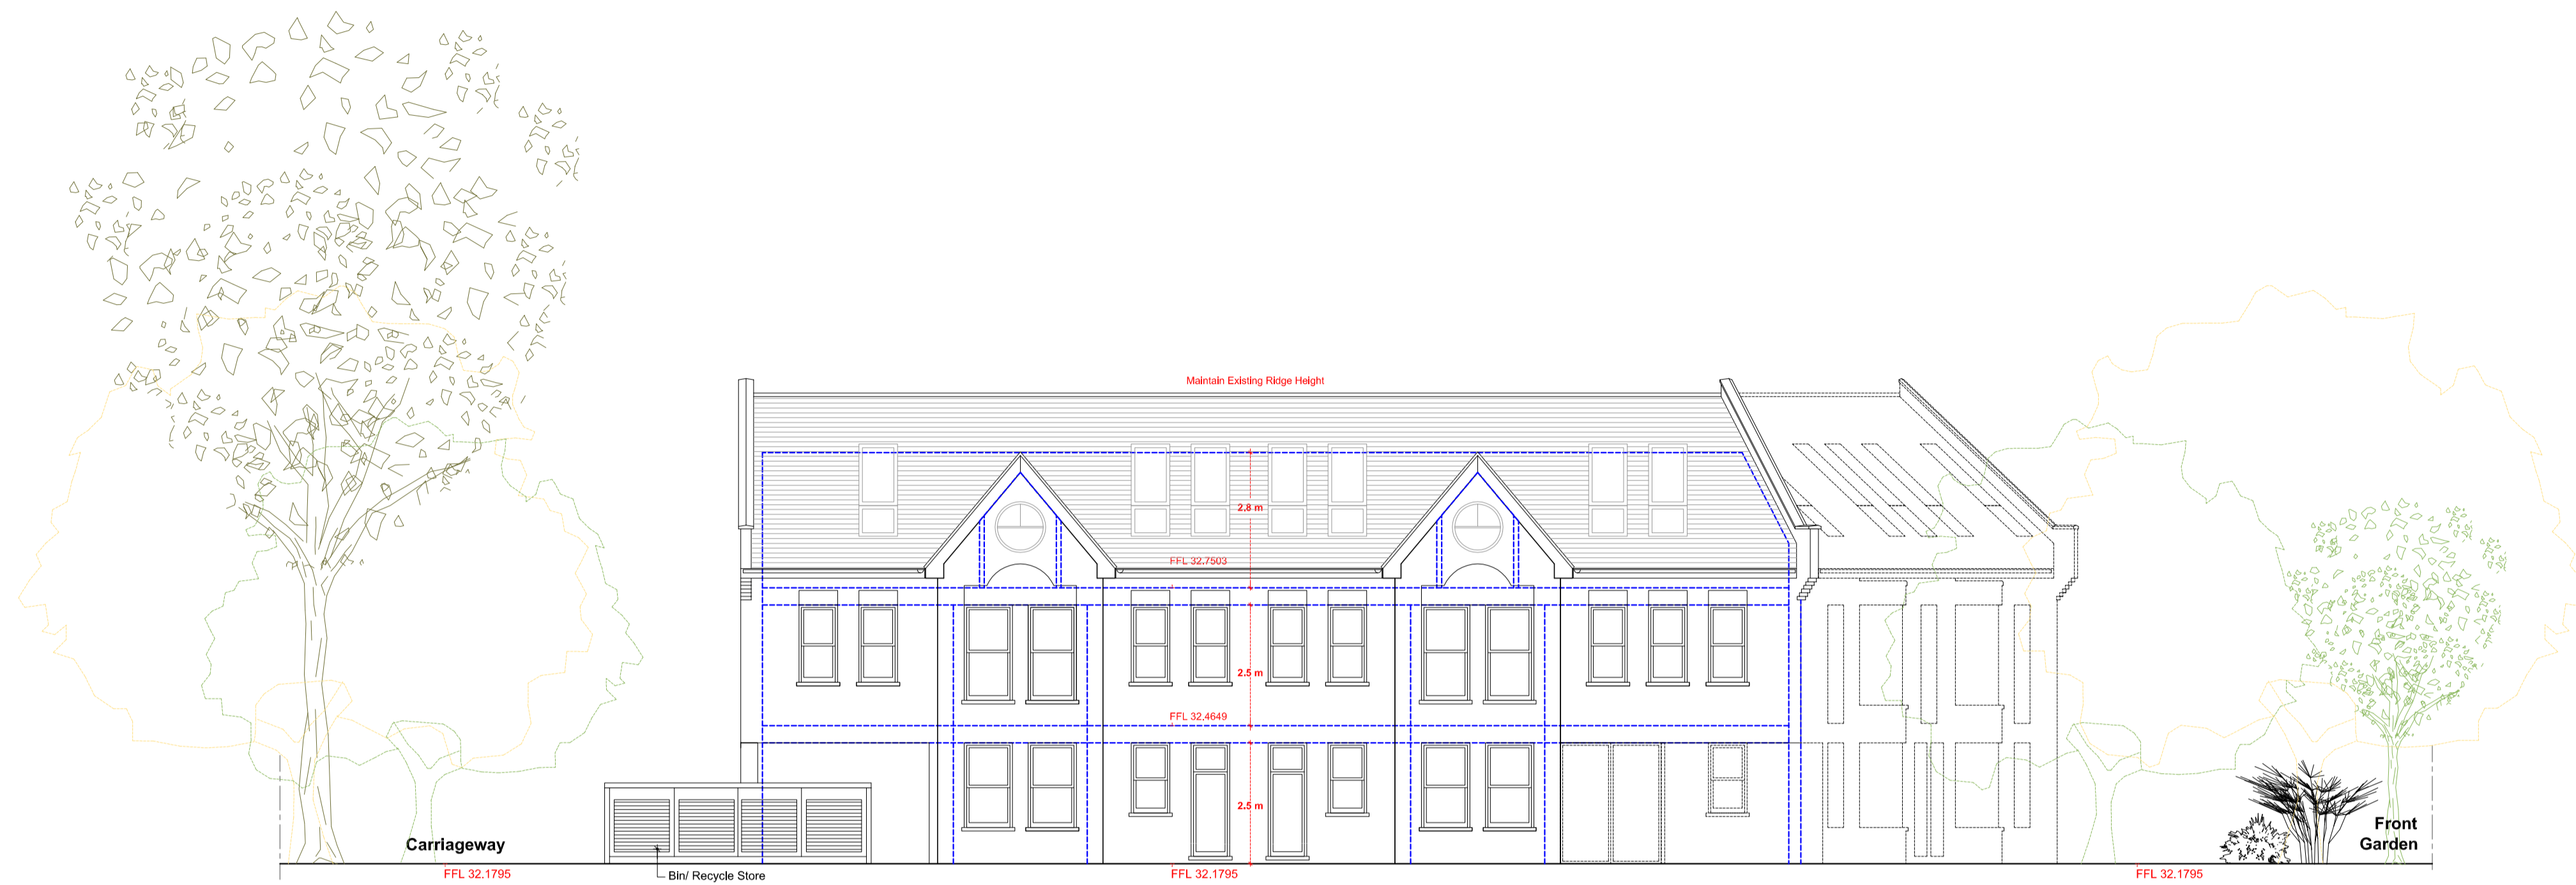 Maintain Existing Ridge Height
2.8 m
FFL 32.7503
2.5 m
FFL 32.4649
2.5 m
Carriageway
Front
Garden
FFL 32.1795
Bin/ Recycle Store
FFL 32.1795
FFL 32.1795